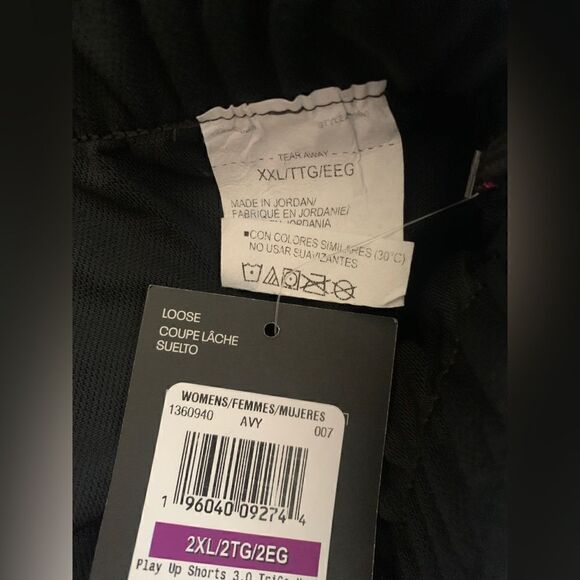 TEAR AWAY
XXL/TTG/EEG
MADE IN JORDAN/
FABRIQUÉ EN JORDANIE/
JORDANIA
■CON COLORES SIMILARES (30°C)
NO USAR SUAVIZANTES
LOOSE
COUPE LÂCHE
SUELTO
WOMENS/FEMMES/MUJERES
1360940 AVY 007
1 96040 09274 4
2XL/2TG/2EG
Play Up Shorts 3.0